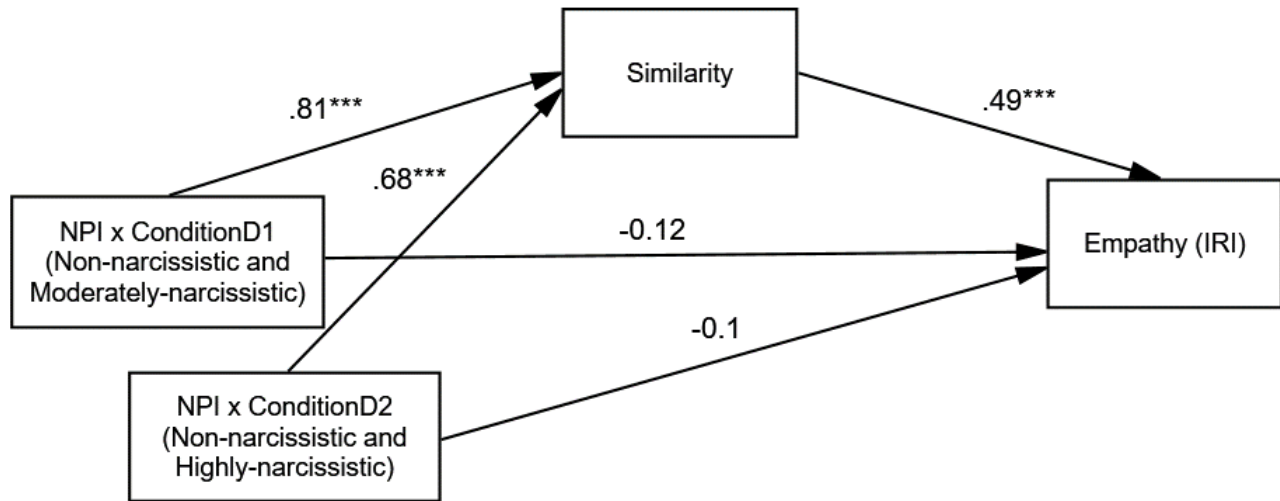 Similarity
.81***
.49***
.68***
NPI x ConditionD1
(Non-narcissistic and
Moderately-narcissistic)
-0.12
Empathy (IRI)
-0.1
NPI x ConditionD2
(Non-narcissistic and
Highly-narcissistic)